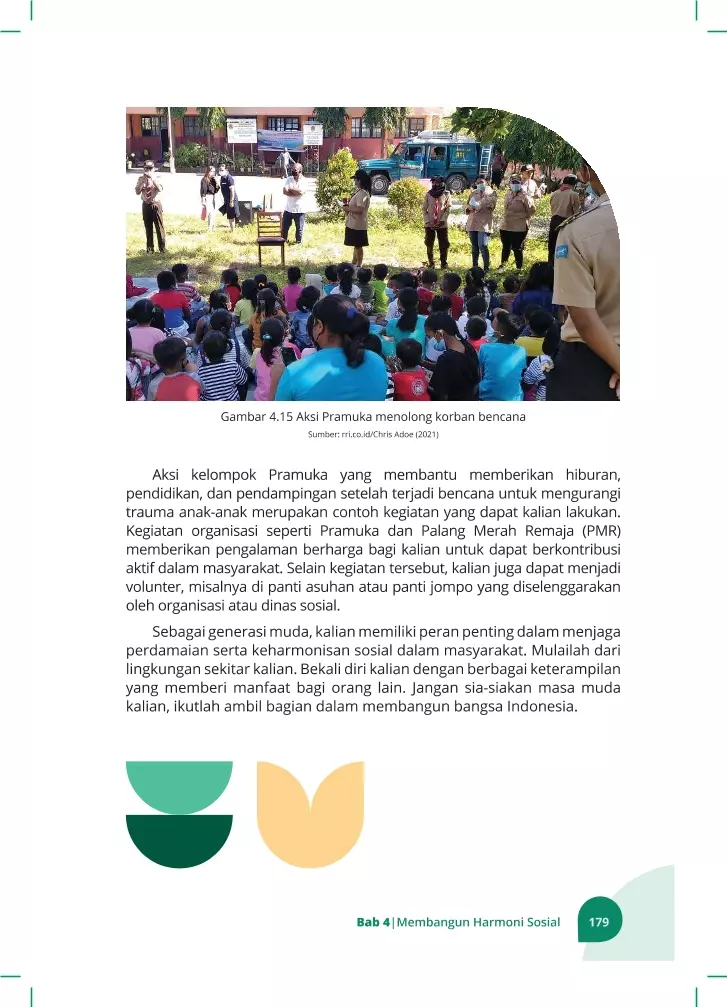 Gambar 4.15 Aksi Pramuka menolong korban bencana
Sumber: rri.co.id/Chris Adoe (2021)
Aksi kelompok Pramuka yang membantu memberikan hiburan,
pendidikan, dan pendampingan setelah terjadi bencana untuk mengurangi
trauma anak-anak merupakan contoh kegiatan yang dapat kalian lakukan.
Kegiatan organisasi seperti Pramuka dan Palang Merah Remaja (PMR)
memberikan pengalaman berharga bagi kalian untuk dapat berkontribusi
aktif dalam masyarakat. Selain kegiatan tersebut, kalian juga dapat menjadi
volunter, misalnya di panti asuhan atau panti jompo yang diselenggarakan
oleh organisasi atau dinas sosial.
Sebagai generasi muda, kalian memiliki peran penting dalam menjaga
perdamaian serta keharmonisan sosial dalam masyarakat. Mulailah dari
lingkungan sekitar kalian. Bekali diri kalian dengan berbagai keterampilan
yang memberi manfaat bagi orang lain. Jangan sia-siakan masa muda
kalian, ikutlah ambil bagian dalam membangun bangsa Indonesia.
Bab 4|Membangun Harmoni Sosial 179